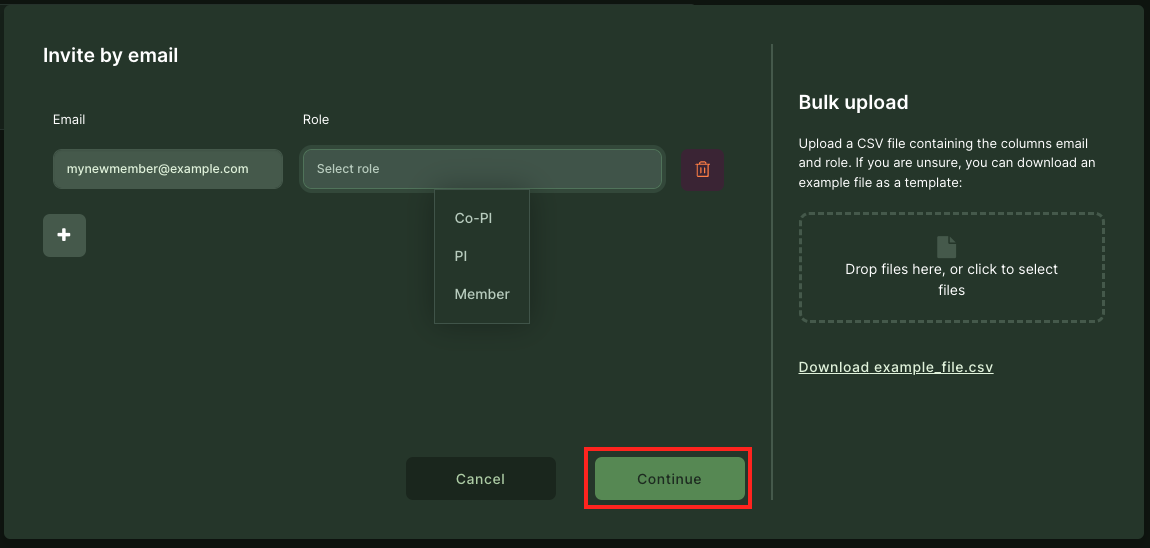 Invite by email
Email
Role
mynewmember@example.com
Select role
Co-PI
PI
Member
Cancel
Continue
Bulk upload
Upload a CSV file containing the columns email
and role. If you are unsure, you can download an
example file as a template:
Drop files here, or click to select
files
Download example_file.csv